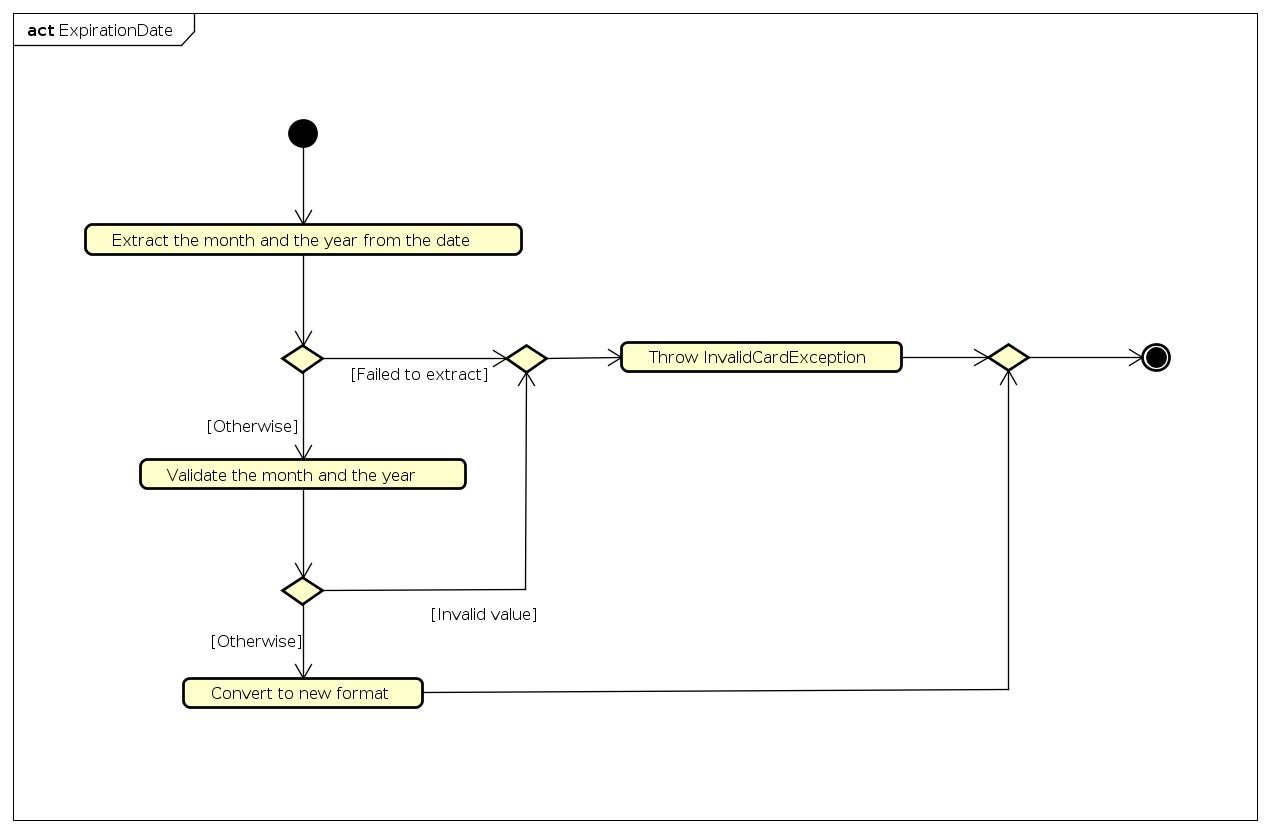 act ExpirationDate
Extract the month and the year from the date
Throw InvalidCardException
[Failed to extract]
[Otherwise]
Validate the month and the year
[Invalid value]
[Otherwise]
Convert to new format